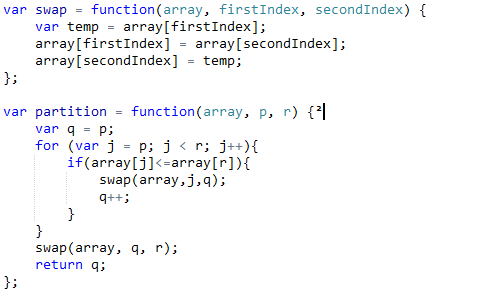 var swap = function(array, firstIndex, secondIndex) {
    var temp = array[firstIndex];
    array[firstIndex] = array[secondIndex];
    array[secondIndex] = temp;
};

var partition = function(array, p, r) {²
    var q = p;
    for (var j = p; j < r; j++){
        if(array[j]<=array[r]){
            swap(array,j,q);
            q++;
        }
    }
    swap(array, q, r);
    return q;
};